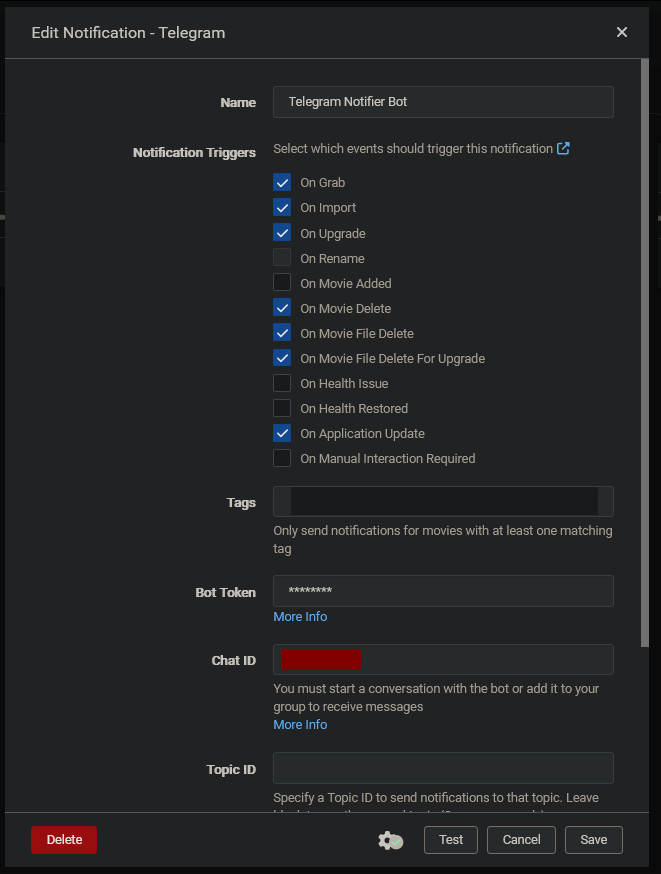 Edit Notification - Telegram
Name
Telegram Notifier Bot
Notification Triggers
Select which events should trigger this notification
On Grab
On Import
On Upgrade
On Rename
On Movie Added
On Movie Delete
On Movie File Delete
On Movie File Delete For Upgrade
On Health Issue
On Health Restored
On Application Update
On Manual Interaction Required
Tags
Only send notifications for movies with at least one matching
tag
Bot Token
********
More Info
Chat ID
You must start a conversation with the bot or add it to your
group to receive messages
More Info
Topic ID
Specify a Topic ID to send notifications to that topic. Leave
Delete
Test
Cancel
Save